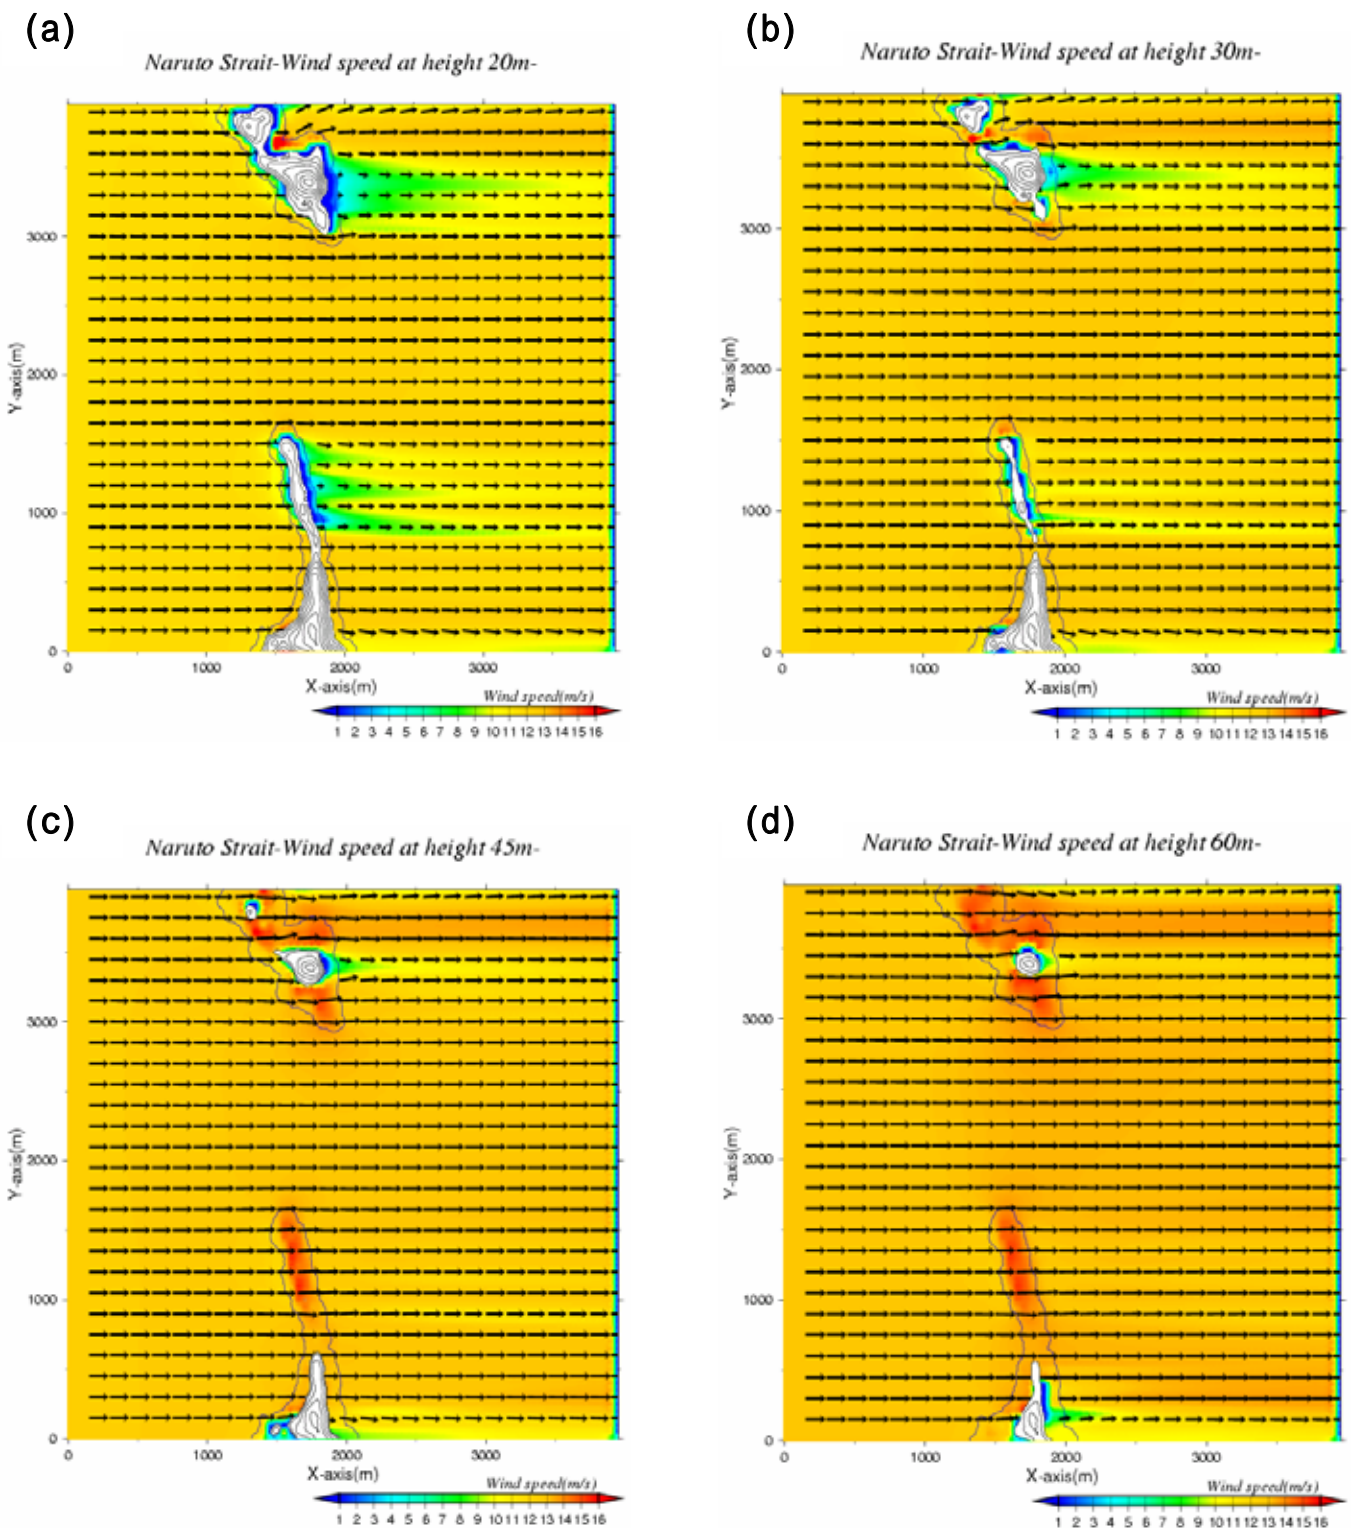 (a)
Naruto Strait-Wind speed at height 20m-
3000
2000
1000
0
Y-axis(m)
0 1000 2000 3000
X-axis(m)
Wind speed(m/s)
1 2 3 4 5 6 7 8 9 10 11 12 13 14 15 16
(b)
Naruto Strait-Wind speed at height 30m-
3000
2000
1000
0
Y-axis(m)
0 1000 2000 3000
X-axis(m)
Wind speed(m/s)
1 2 3 4 5 6 7 8 9 10 11 12 13 14 15 16
(c)
Naruto Strait-Wind speed at height 45m-
3000
2000
1000
0
Y-axis(m)
0 1000 2000 3000
X-axis(m)
Wind speed(m/s)
1 2 3 4 5 6 7 8 9 10 11 12 13 14 15 16
(d)
Naruto Strait-Wind speed at height 60m-
3000
2000
1000
0
Y-axis(m)
0 1000 2000 3000
X-axis(m)
Wind speed(m/s)
1 2 3 4 5 6 7 8 9 10 11 12 13 14 15 16